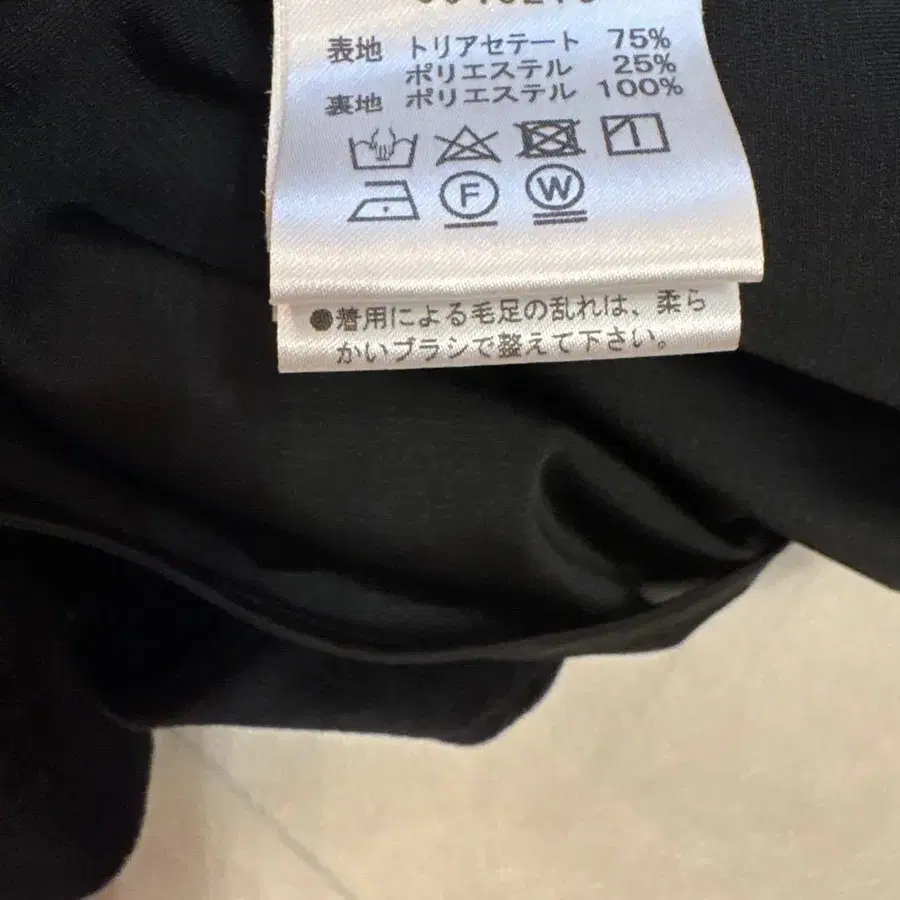 表地 トリアセテート 75%
ポリエステル 25%
裏地 ポリエステル 100%
F W
●着用による毛足の乱れは、柔ら
かいブラシで整えて下さい。